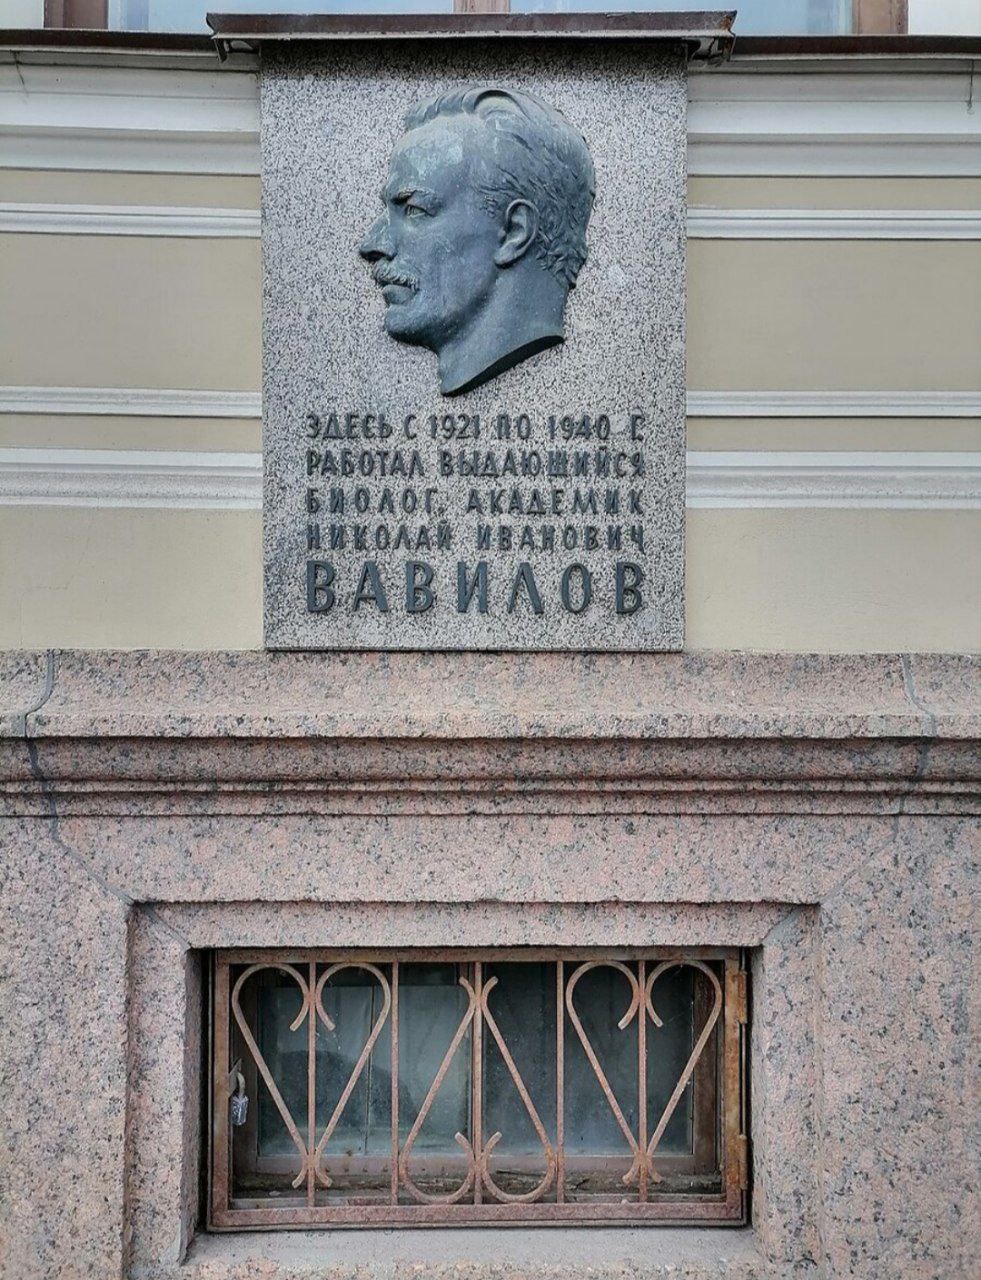 ЗДЕСЬ С 1921 ПО 1940 Г
РАБОТАЛ ВЫДАЮЩИЙСЯ
БИОЛОГ, АКАДЕМИК
НИКОЛАЙ ИВАНОВИЧ
ВАВИЛОВ